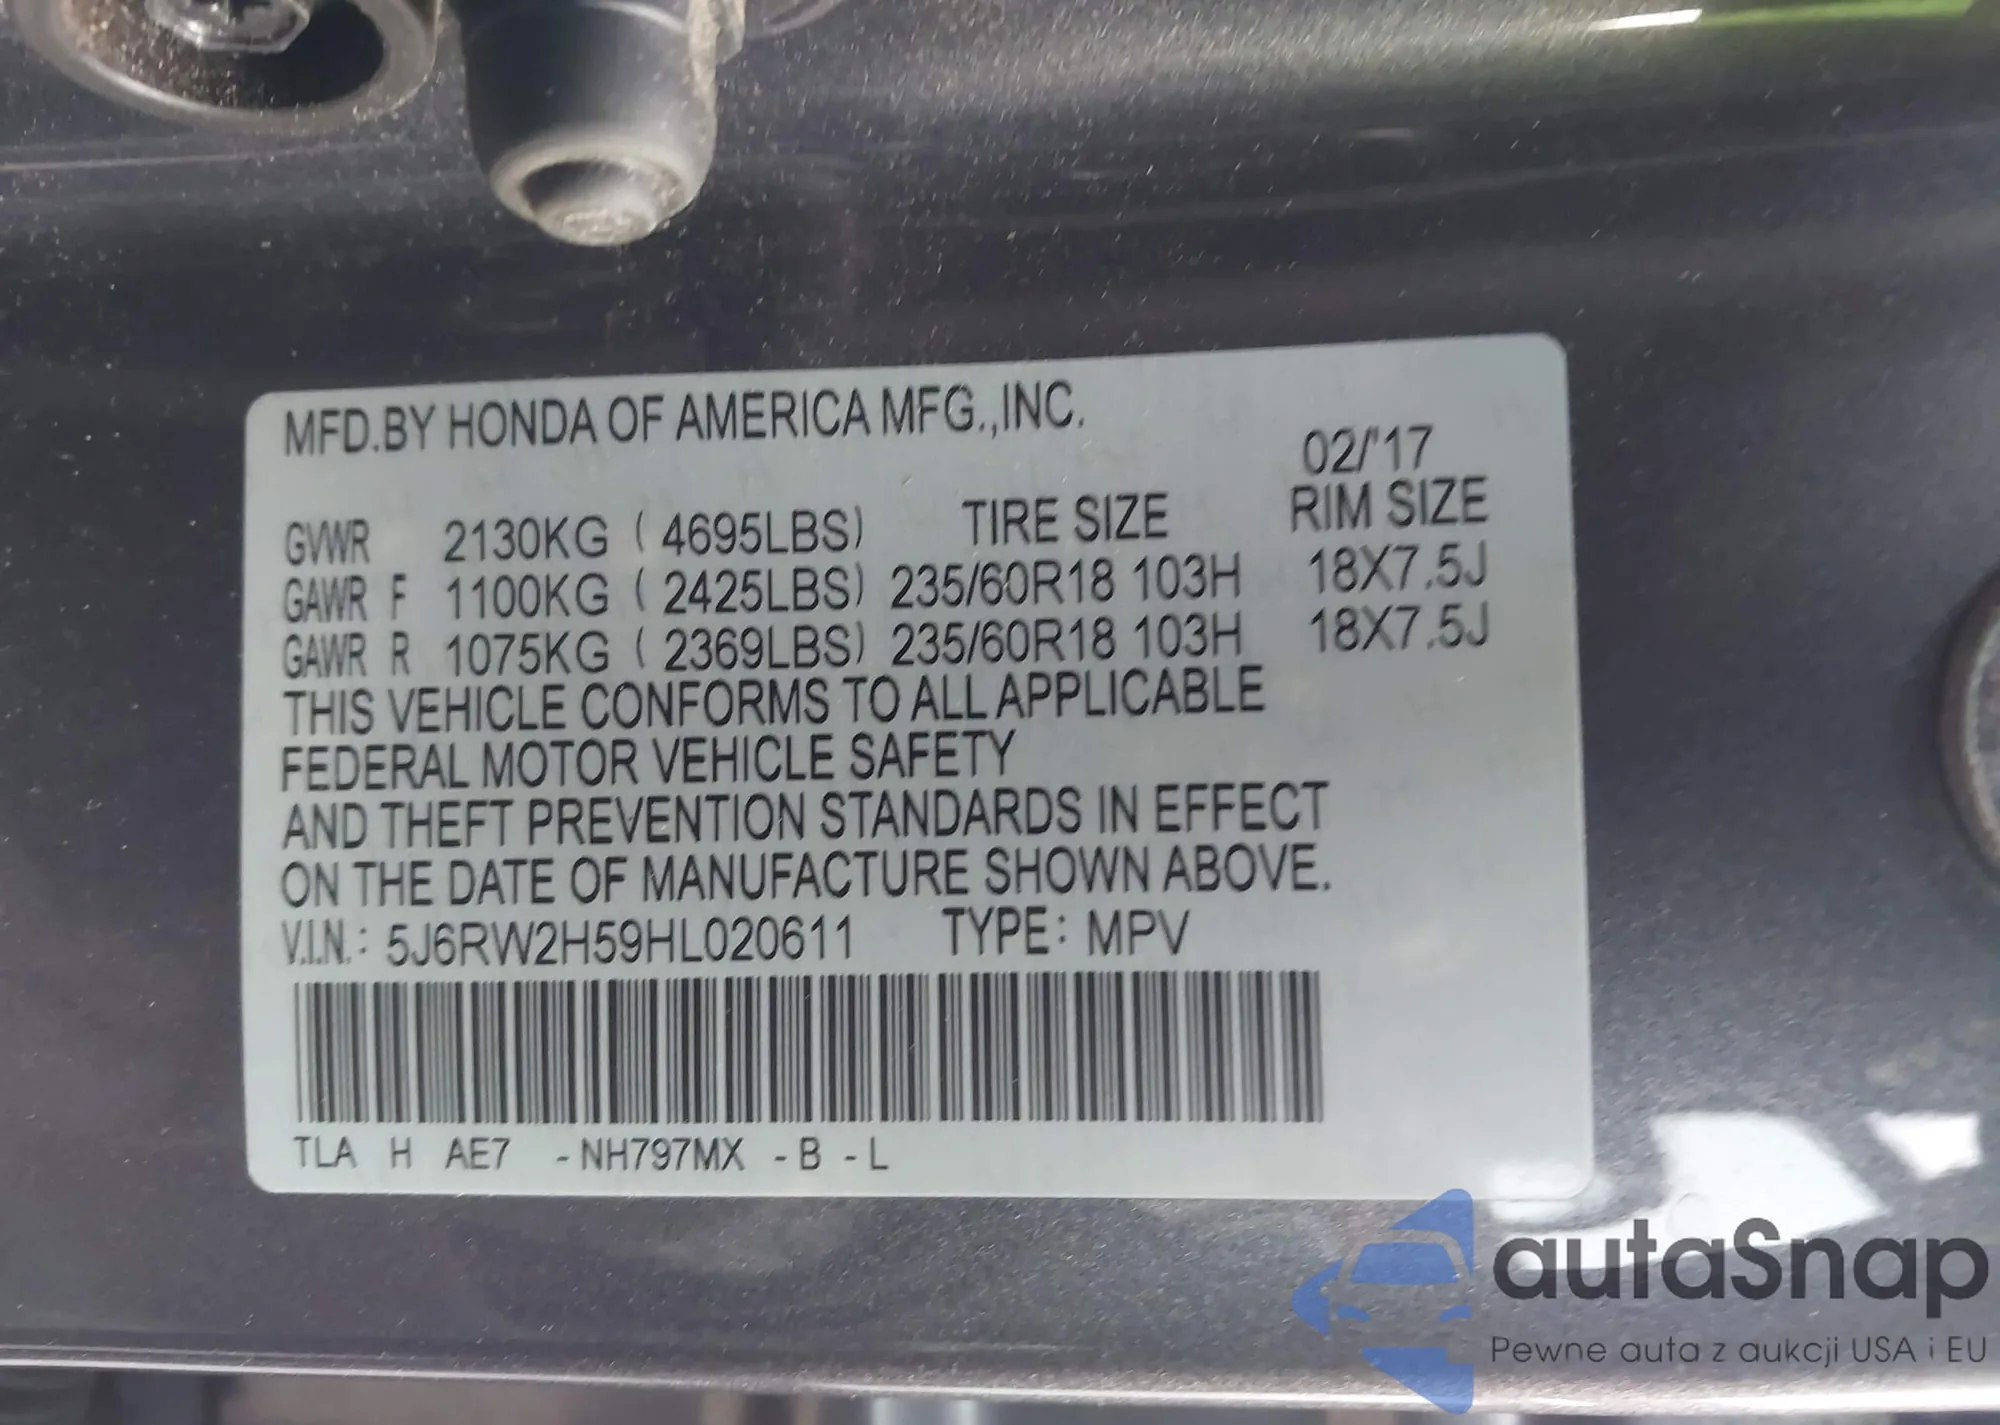 MFD.BY HONDA OF AMERICA MFG.,INC.
02/'17
GVWR 2130KG ( 4695LBS) TIRE SIZE RIM SIZE
GAWR F 1100KG ( 2425LBS) 235/60R18 103H 18X7.5J
GAWR R 1075KG ( 2369LBS) 235/60R18 103H 18X7.5J
THIS VEHICLE CONFORMS TO ALL APPLICABLE
FEDERAL MOTOR VEHICLE SAFETY
AND THEFT PREVENTION STANDARDS IN EFFECT
ON THE DATE OF MANUFACTURE SHOWN ABOVE.
V.I.N.: 5J6RW2H59HL020611 TYPE: MPV
TLA H AE7 -NH797MX -B -L
autaSnap
Pewne auta z aukcji USA i EU